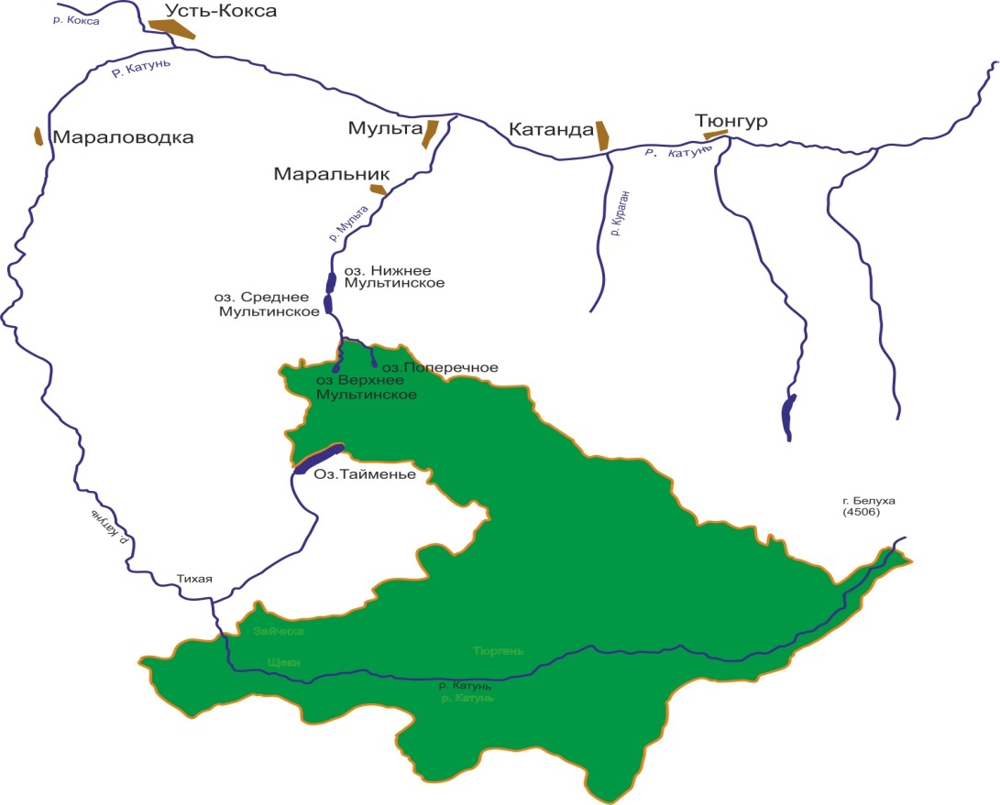 Усть-Кокса
р. Кокса
Р. Катунь
Мараловодка
Мульта
Катанда
Тюнгур
р. Катунь
Маральник
р. Мульта
р. Кураган
оз. Нижнее
Мультинское
оз. Среднее
Мультинское
оз.Поперечное
оз Верхнее
Мультинское
Оз.Тайменье
г. Белуха
(4506)
р. Катунь
Тихая
Зайчиха
Тюргень
Щеки
р. Катунь
р. Катунь